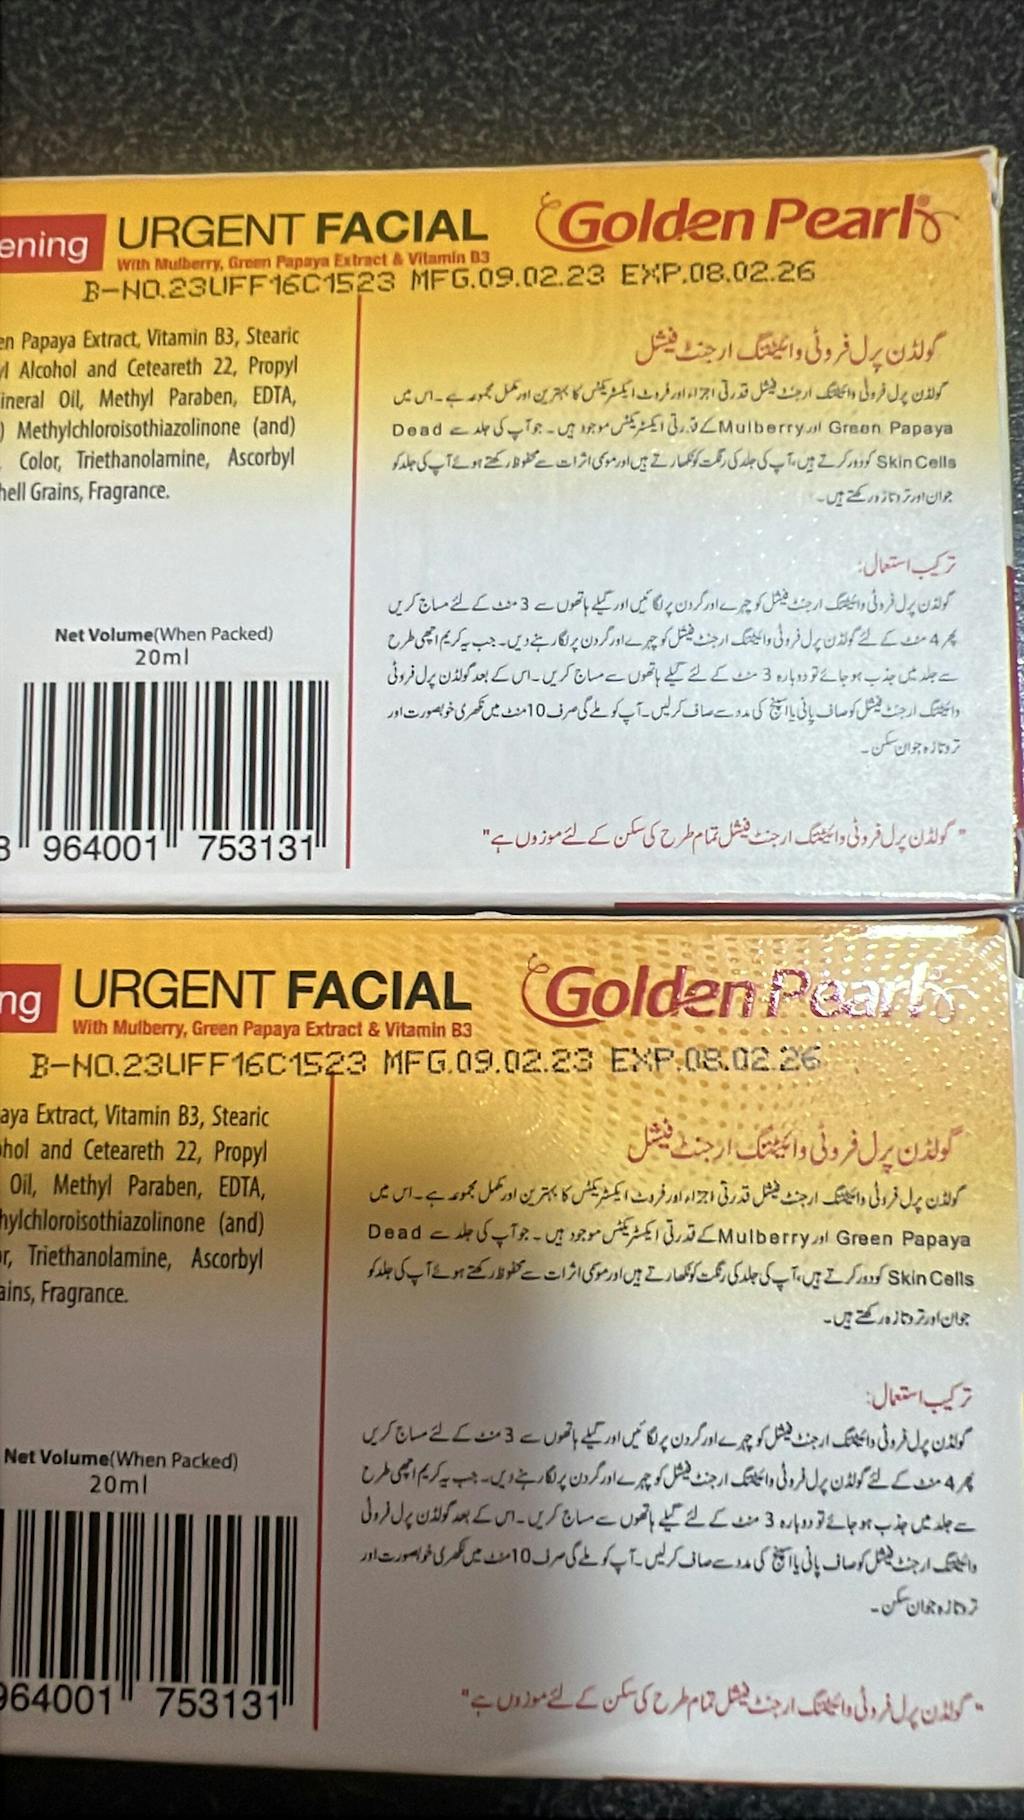 ening
URGENT FACIAL
Golden Pearl
With Mulberry, Green Papaya Extract & Vitamin B3
B-NO.23UFF16C1523 MFG.09.02.23 EXP.08.02.26
en Papaya Extract, Vitamin B3, Stearic
yl Alcohol and Ceteareth 22, Propyl
ineral Oil, Methyl Paraben, EDTA,
) Methylchloroisothiazolinone (and)
. Color, Triethanolamine, Ascorbyl
hell Grains, Fragrance.
Net Volume(When Packed)
20ml
8 964001 753131
گولڈن پرل فروٹی وائیٹننگ ارجنٹ فیشل
گولڈن پرل فروٹی وائیٹننگ ارجنٹ فیشل قدرتی اجزاء اور فروٹ ایکسٹریکٹس کا بہترین اور مکمل مجموعہ ہے۔ اس میں
Green Papaya اور Mulberry کے قدرتی ایکسٹریکٹس موجود ہیں ۔ جو آپ کی جلد سے Dead
Skin Cells کو دور کرتے ہیں، آپ کی جلد کی رنگت کو نکھارتے ہیں اور موسمی اثرات سے محفوظ رکھتے ہوئے آپ کی جلد کو
جوان اور تروتازہ رکھتے ہیں۔
ترکیب استعمال:
گولڈن پرل فروٹی وائیٹننگ ارجنٹ فیشل کو چہرے اور گردن پر لگائیں اور گیلے ہاتھوں سے 3 منٹ کے لئے مساج کریں
پھر 4 منٹ کے لئے گولڈن پرل فروٹی وائیٹننگ ارجنٹ فیشل کو چہرے اور گردن پر لگا رہنے دیں۔ جب یہ کریم اچھی طرح
سے جلد میں جذب ہو جائے تو دوبارہ 3 منٹ کے لئے گیلے ہاتھوں سے مساج کریں ۔ اس کے بعد گولڈن پرل فروٹی
وائیٹننگ ارجنٹ فیشل کو صاف پانی یا اسفنج کی مدد سے صاف کرلیں۔ آپ کو ملے گی صرف 10 منٹ میں نکھری خوبصورت اور
تروتازہ جوان سکن ۔
"گولڈن پرل فروٹی وائیٹننگ ارجنٹ فیشل تمام طرح کی سکن کے لئے موزوں ہے"
ng
URGENT FACIAL
Golden Pearl
With Mulberry, Green Papaya Extract & Vitamin B3
B-NO.23UFF16C1523 MFG.09.02.23 EXP.08.02.26
aya Extract, Vitamin B3, Stearic
ohol and Ceteareth 22, Propyl
Oil, Methyl Paraben, EDTA,
hylchloroisothiazolinone (and)
or, Triethanolamine, Ascorbyl
ains, Fragrance.
Net Volume(When Packed)
20ml
964001 753131
گولڈن پرل فروٹی وائیٹننگ ارجنٹ فیشل
گولڈن پرل فروٹی وائیٹننگ ارجنٹ فیشل قدرتی اجزاء اور فروٹ ایکسٹریکٹس کا بہترین اور مکمل مجموعہ ہے۔ اس میں
Green Papaya اور Mulberry کے قدرتی ایکسٹریکٹس موجود ہیں ۔ جو آپ کی جلد سے Dead
Skin Cells کو دور کرتے ہیں، آپ کی جلد کی رنگت کو نکھارتے ہیں اور موسمی اثرات سے محفوظ رکھتے ہوئے آپ کی جلد کو
جوان اور تروتازہ رکھتے ہیں۔
ترکیب استعمال:
گولڈن پرل فروٹی وائیٹننگ ارجنٹ فیشل کو چہرے اور گردن پر لگائیں اور گیلے ہاتھوں سے 3 منٹ کے لئے مساج کریں
پھر 4 منٹ کے لئے گولڈن پرل فروٹی وائیٹننگ ارجنٹ فیشل کو چہرے اور گردن پر لگا رہنے دیں۔ جب یہ کریم اچھی طرح
سے جلد میں جذب ہو جائے تو دوبارہ 3 منٹ کے لئے گیلے ہاتھوں سے مساج کریں ۔ اس کے بعد گولڈن پرل فروٹی
وائیٹننگ ارجنٹ فیشل کو صاف پانی یا اسفنج کی مدد سے صاف کرلیں۔ آپ کو ملے گی صرف 10 منٹ میں نکھری خوبصورت اور
تروتازہ جوان سکن ۔
"گولڈن پرل فروٹی وائیٹننگ ارجنٹ فیشل تمام طرح کی سکن کے لئے موزوں ہے"